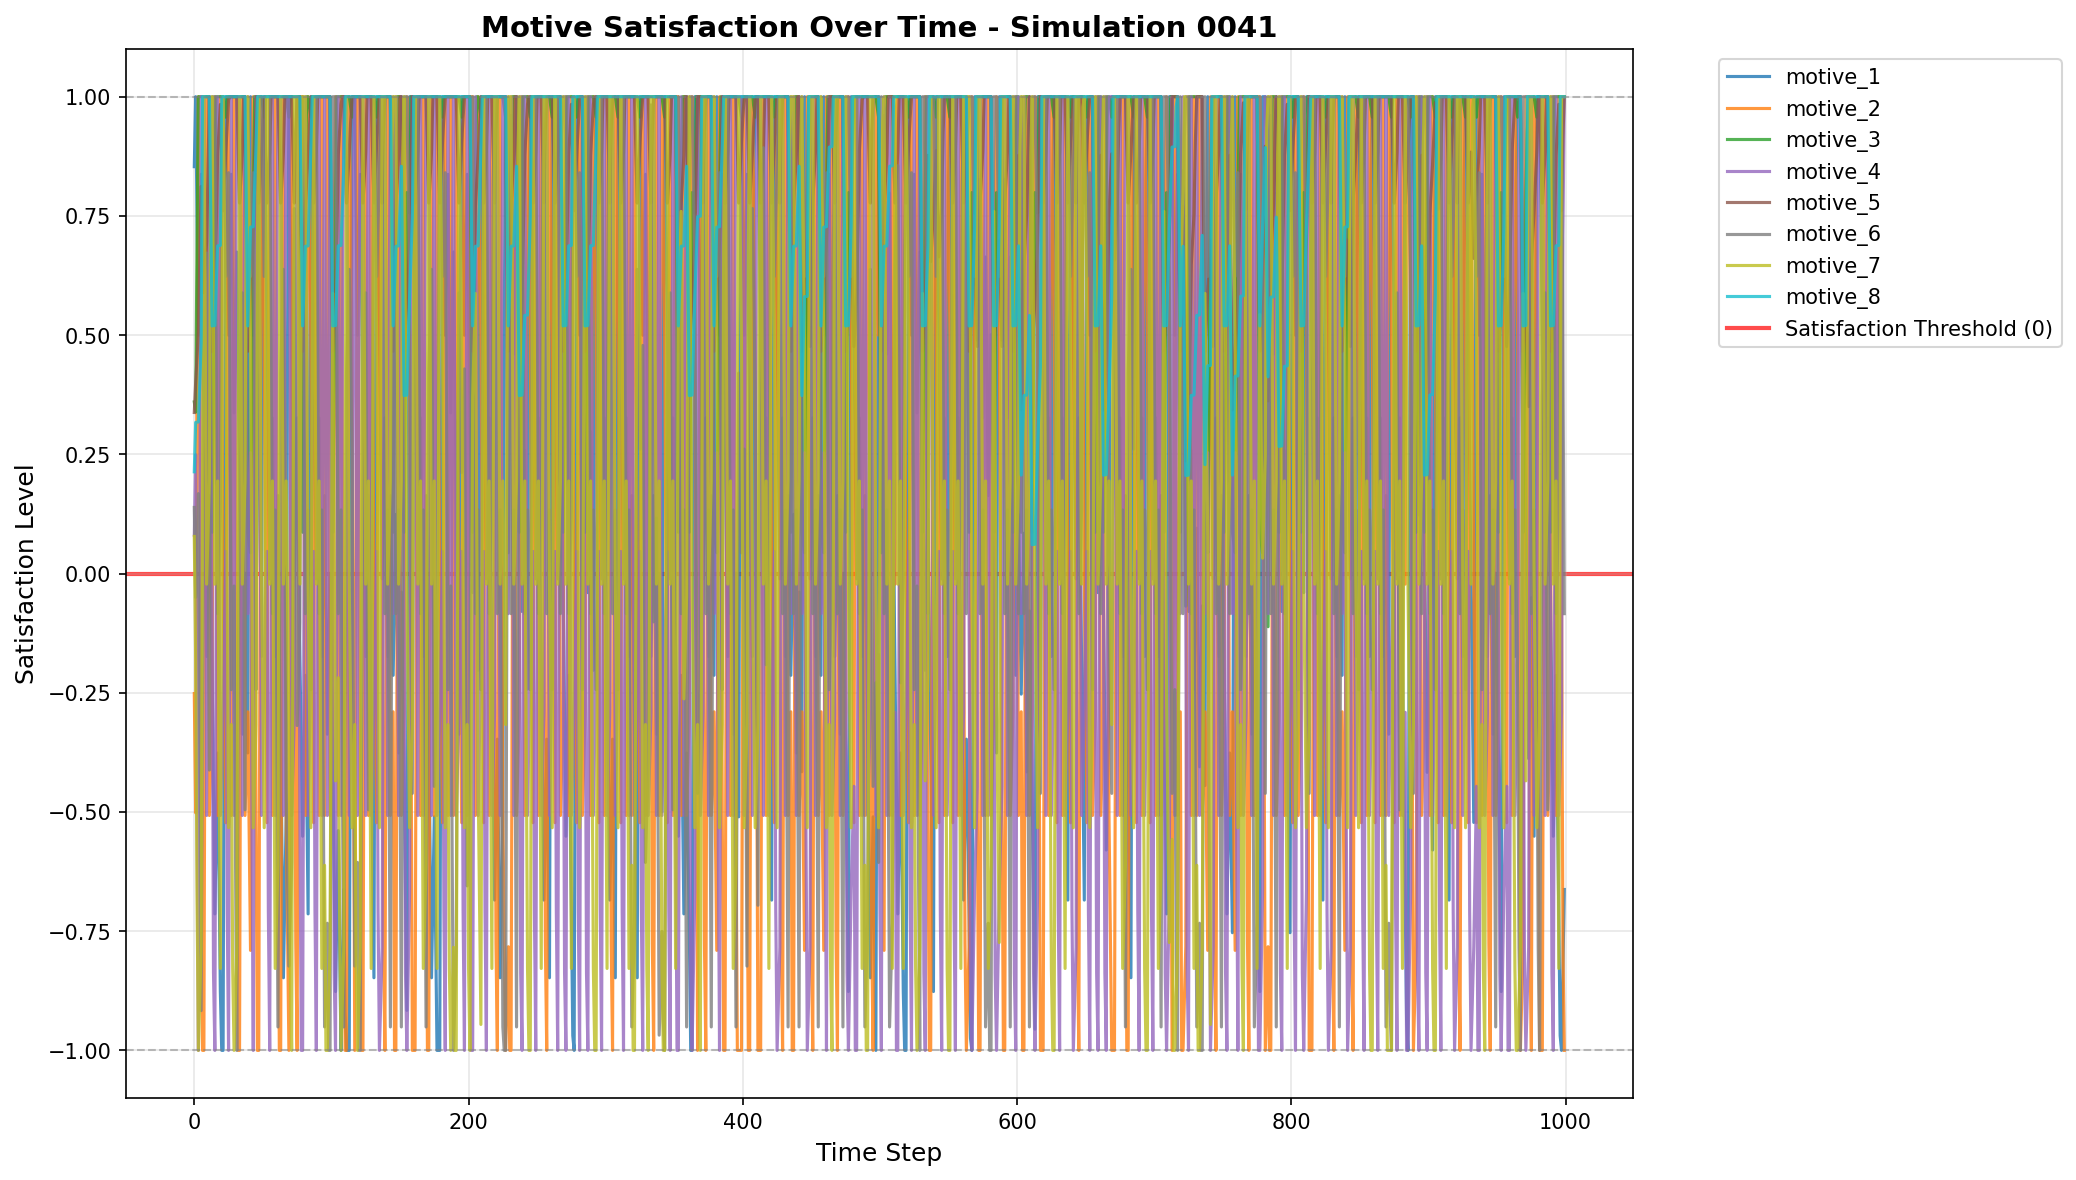 Motive Satisfaction Over Time - Simulation 0041
Satisfaction Level
1.00
0.75
0.50
0.25
0.00
−0.25
−0.50
−0.75
−1.00
0
200
400
600
800
1000
Time Step
motive_1
motive_2
motive_3
motive_4
motive_5
motive_6
motive_7
motive_8
Satisfaction Threshold (0)